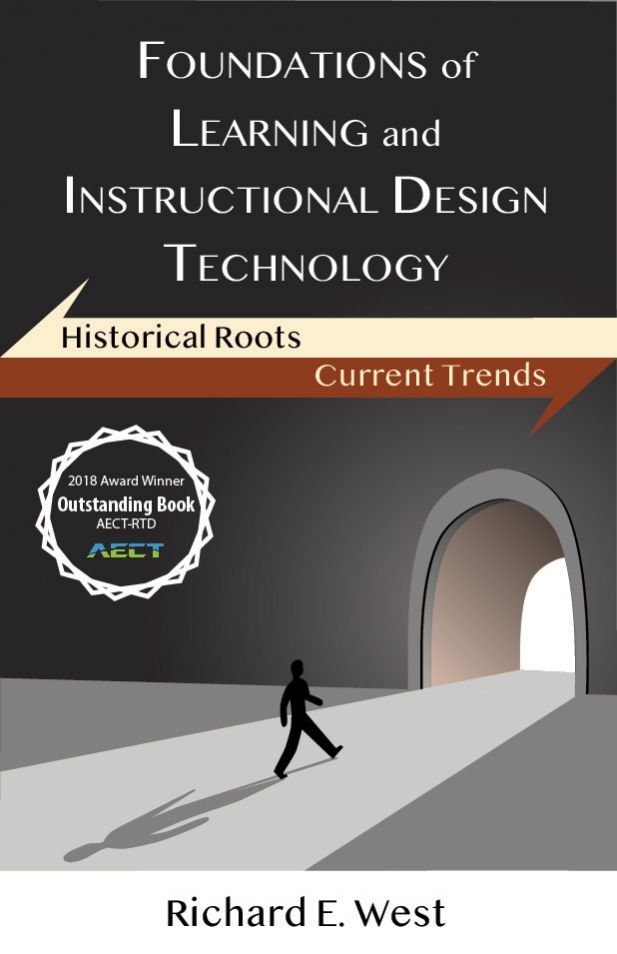 FOUNDATIONS of
LEARNING and
INSTRUCTIONAL DESIGN
TECHNOLOGY
Historical Roots
Current Trends
2018 Award Winner
Outstanding Book
AECT-RTD
AECT
Richard E. West